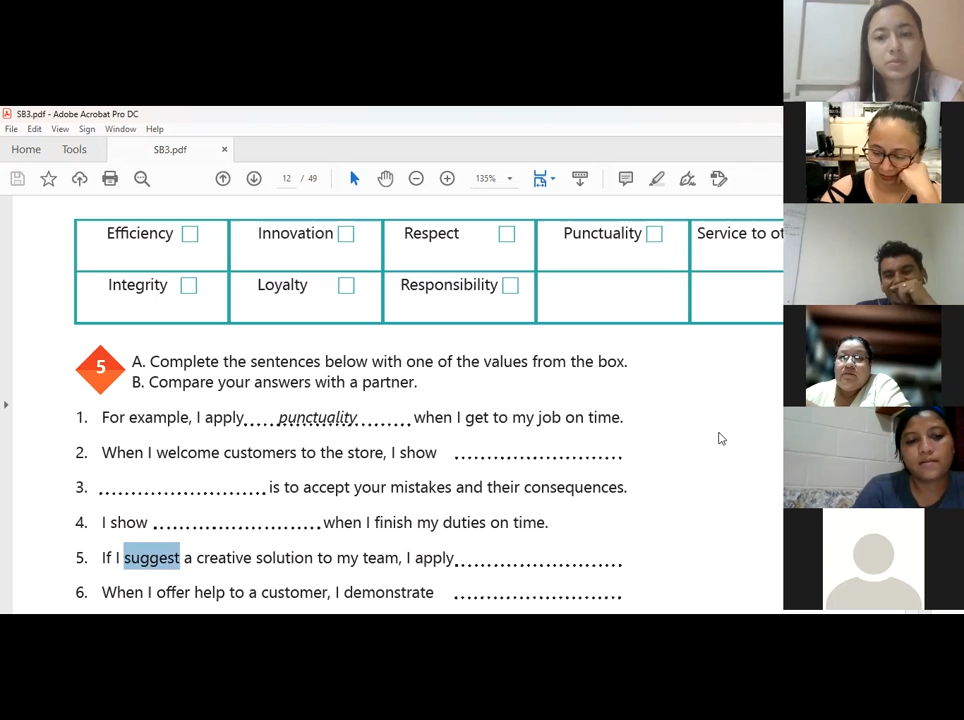 SB3.pdf - Adobe Acrobat Pro DC
File Edit View Sign Window Help
Home Tools SB3.pdf ×
12 / 49 135%
Efficiency Innovation Respect Punctuality Service to ot
Integrity Loyalty Responsibility
5 A. Complete the sentences below with one of the values from the box.
B. Compare your answers with a partner.
1. For example, I apply.....punctuality.........when I get to my job on time.
2. When I welcome customers to the store, I show ..........................
3. ..........................is to accept your mistakes and their consequences.
4. I show ..........................when I finish my duties on time.
5. If I suggest a creative solution to my team, I apply..........................
6. When I offer help to a customer, I demonstrate ..........................